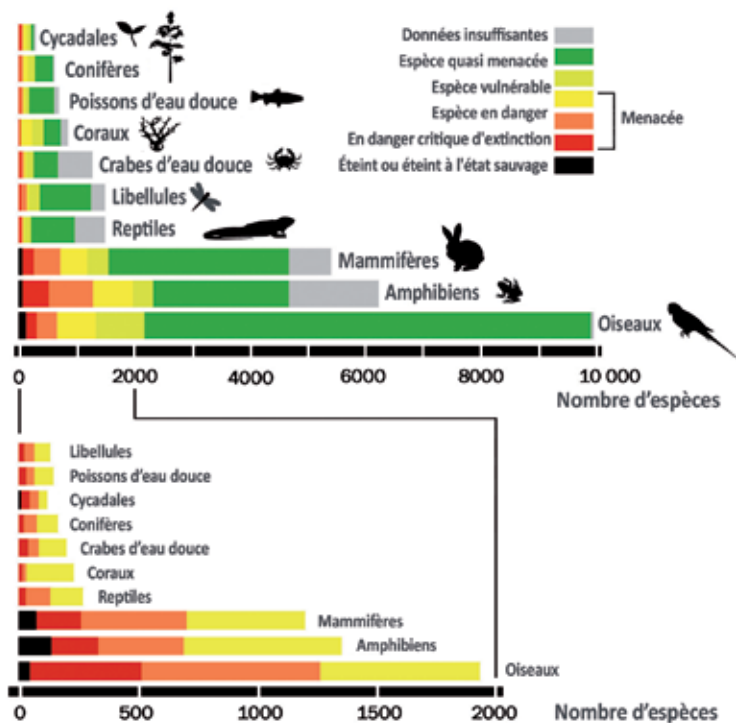 Cycadales
Conifères
Poissons d'eau douce
Coraux
Crabes d'eau douce
Libellules
Reptiles
Mammifères
Amphibiens
Oiseaux
Données insuffisantes
Espèce quasi menacée
Espèce vulnérable
Espèce en danger
En danger critique d'extinction
Éteint ou éteint à l'état sauvage
Menacée
0 2000 4000 6000 8000 10 000
Nombre d'espèces
Libellules
Poissons d'eau douce
Cycadales
Conifères
Crabes d'eau douce
Coraux
Reptiles
Mammifères
Amphibiens
Oiseaux
0 500 1000 1500 2000
Nombre d'espèces